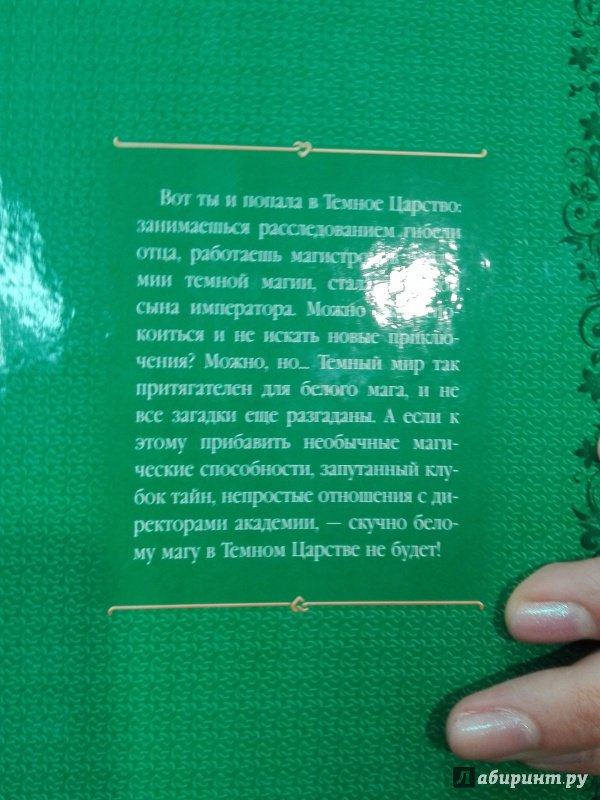 Вот ты и попала в Темное Царство:
занимаешься расследованием гибели
отца, работаешь магистро
мии темной магии, стала
сына императора. Можно
коиться и не искать новые приклю-
чения? Можно, но... Темный мир так
притягателен для белого мага, и не
все загадки еще разгаданы. А если к
этому прибавить необычные маги-
ческие способности, запутанный клу-
бок тайн, непростые отношения с ди-
ректорами академии, — скучно бело-
му магу в Темном Царстве не будет!
Л абиринт.ру